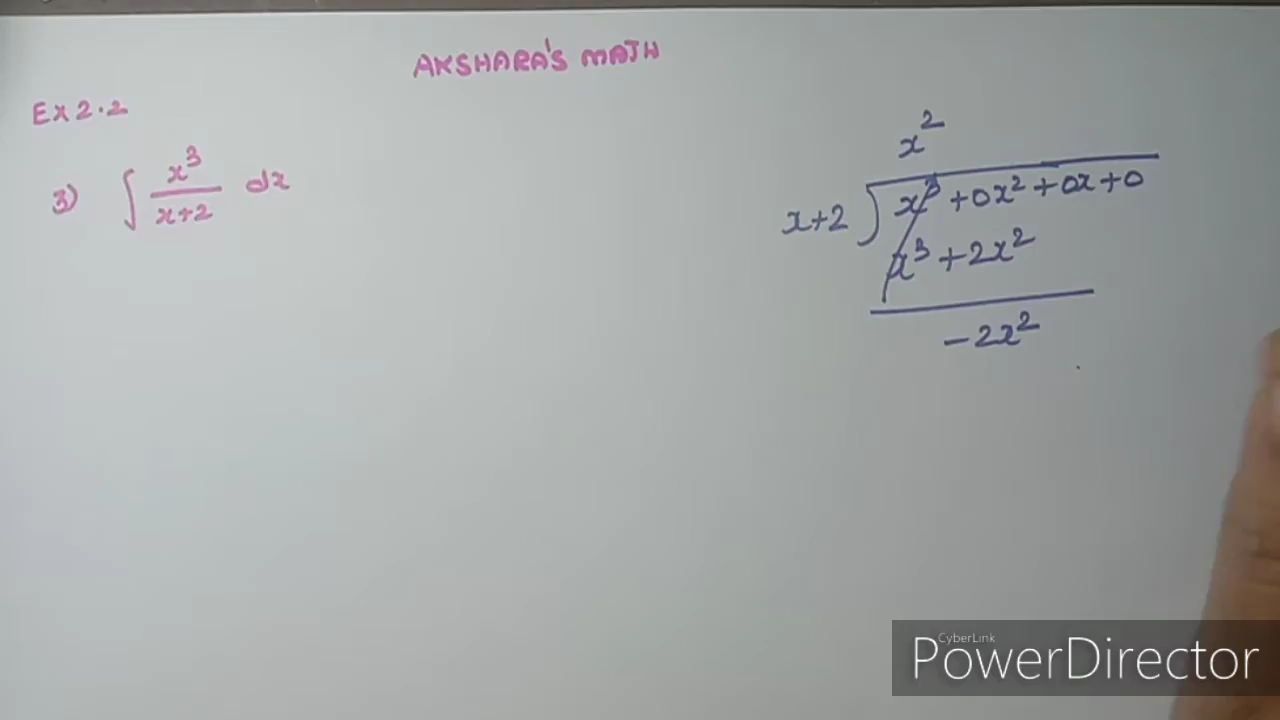 AKSHARA'S MATH
Ex 2.2
3) ∫ x³/(x+2) dx
x²
x+2 ) x³ + 0x² + 0x + 0
x³ + 2x²
- 2x²
CyberLink
PowerDirector